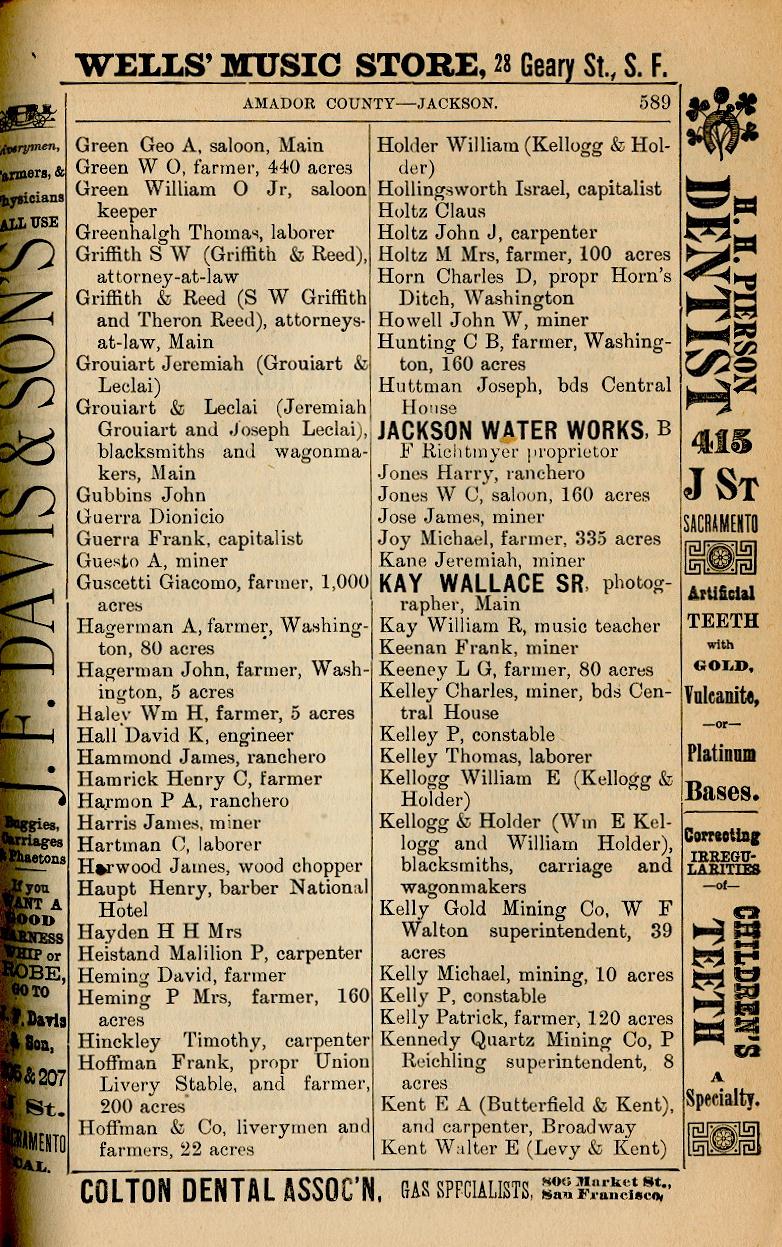 WELLS' MUSIC STORE, 28 Geary St., S. F.
AMADOR COUNTY—JACKSON. 589
Green Geo A, saloon, Main
Green W O, farmer, 440 acres
Green William O Jr, saloon
keeper
Greenhalgh Thomas, laborer
Griffith S W (Griffith & Reed),
attorney-at-law
Griffith & Reed (S W Griffith
and Theron Reed), attorneys-
at-law, Main
Grouiart Jeremiah (Grouiart &
Leclai)
Grouiart & Leclai (Jeremiah
Grouiart and Joseph Leclai),
blacksmiths and wagonma-
kers, Main
Gubbins John
Guerra Dionicio
Guerra Frank, capitalist
Guesto A, miner
Guscetti Giacomo, farmer, 1,000
acres
Hagerman A, farmer, Washing-
ton, 80 acres
Hagerman John, farmer, Wash-
ington, 5 acres
Haley Wm H, farmer, 5 acres
Hall David K, engineer
Hammond James, ranchero
Hamrick Henry C, farmer
Harmon P A, ranchero
Harris James, miner
Hartman C, laborer
Harwood James, wood chopper
Haupt Henry, barber National
Hotel
Hayden H H Mrs
Heistand Malilion P, carpenter
Heming David, farmer
Heming P Mrs, farmer, 160
acres
Hinckley Timothy, carpenter
Hoffman Frank, propr Union
Livery Stable, and farmer,
200 acres
Hoffman & Co, liverymen and
farmers, 22 acres
Holder William (Kellogg & Hol-
der)
Hollingsworth Israel, capitalist
Holtz Claus
Holtz John J, carpenter
Holtz M Mrs, farmer, 100 acres
Horn Charles D, propr Horn's
Ditch, Washington
Howell John W, miner
Hunting C B, farmer, Washing-
ton, 160 acres
Huttman Joseph, bds Central
House
JACKSON WATER WORKS, B
F Richtmyer proprietor
Jones Harry, ranchero
Jones W C, saloon, 160 acres
Jose James, miner
Joy Michael, farmer, 335 acres
Kane Jeremiah, miner
KAY WALLACE SR, photog-
rapher, Main
Kay William R, music teacher
Keenan Frank, miner
Keeney L G, farmer, 80 acres
Kelley Charles, miner, bds Cen-
tral House
Kelley P, constable
Kelley Thomas, laborer
Kellogg William E (Kellogg &
Holder)
Kellogg & Holder (Wm E Kel-
logg and William Holder),
blacksmiths, carriage and
wagonmakers
Kelly Gold Mining Co, W F
Walton superintendent, 39
acres
Kelly Michael, mining, 10 acres
Kelly P, constable
Kelly Patrick, farmer, 120 acres
Kennedy Quartz Mining Co, P
Reichling superintendent, 8
acres
Kent E A (Butterfield & Kent),
and carpenter, Broadway
Kent Walter E (Levy & Kent)
ALL USE
J. F. DAVIS & SON'S
Buggies,
Carriages
& Phaetons
If you
WANT A
GOOD
HARNESS
WHIP or
ROBE,
GO TO
J. F. Davis
& Son,
& 207
J St.
SACRAMENTO
CAL.
H. H. PIERSON
DENTIST
415
J ST
SACRAMENTO
Artificial
TEETH
with
GOLD,
Vulcanite,
—or—
Platinum
Bases.
Correcting
IRREGU-
LARITIES
—of—
CHILDREN'S
TEETH
A
Specialty.
COLTON DENTAL ASSOC'N, GAS SPECIALISTS, 806 Market St., San Francisco,